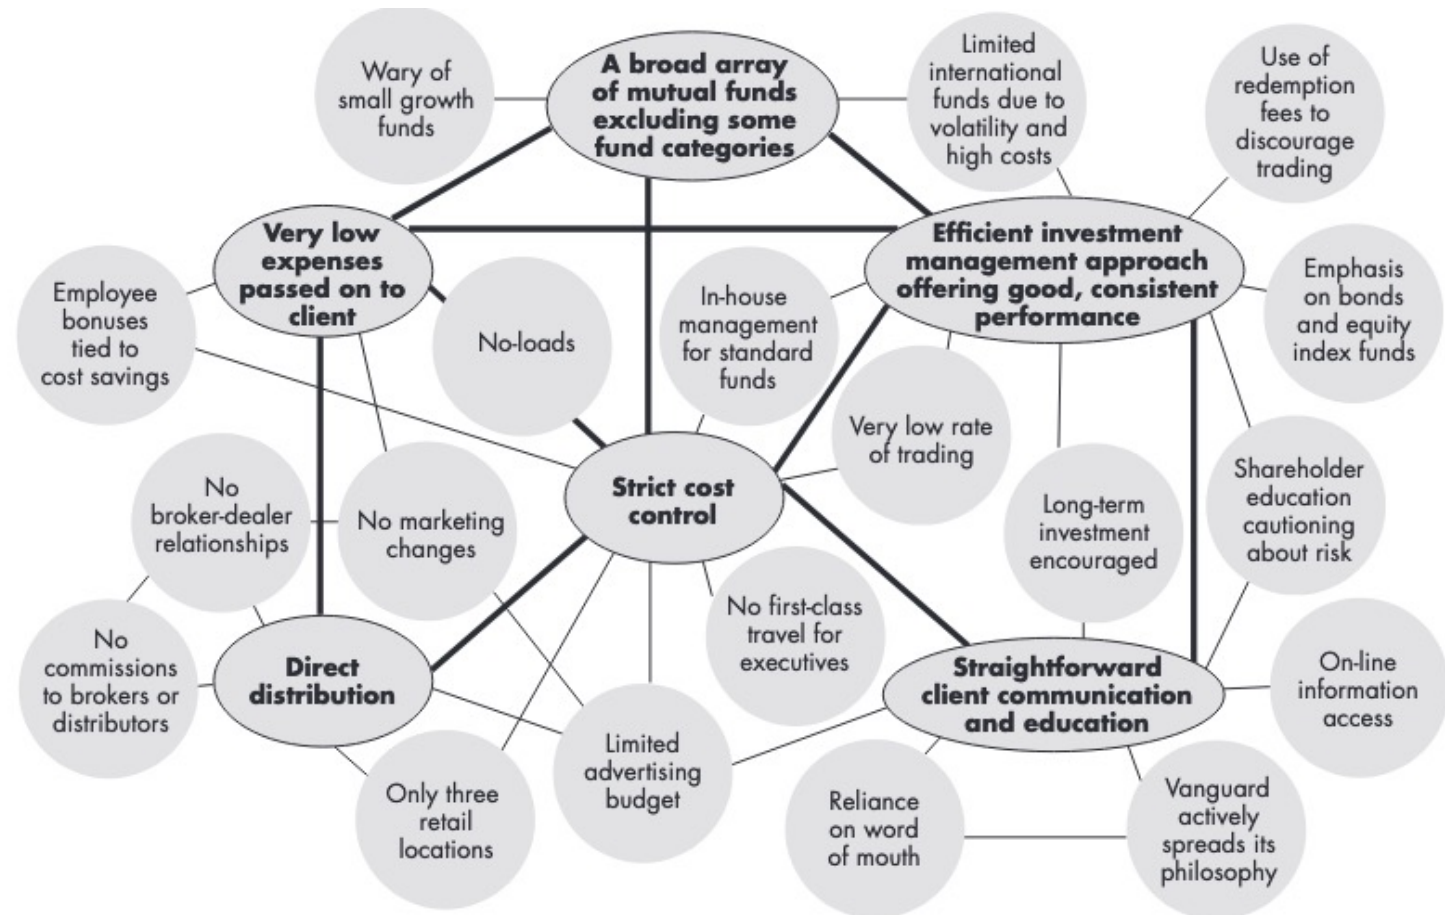 Wary of
small growth
funds
A broad array
of mutual funds
excluding some
fund categories
Limited
international
funds due to
volatility and
high costs
Use of
redemption
fees to
discourage
trading
Very low
expenses
passed on to
client
Efficient investment
management approach
offering good, consistent
performance
Employee
bonuses
tied to
cost savings
No-loads
In-house
management
for standard
funds
Emphasis
on bonds
and equity
index funds
Very low rate
of trading
Strict cost
control
No
broker-dealer
relationships
No marketing
changes
Long-term
investment
encouraged
Shareholder
education
cautioning
about risk
No
commissions
to brokers or
distributors
Direct
distribution
No first-class
travel for
executives
Straightforward
client communication
and education
On-line
information
access
Only three
retail
locations
Limited
advertising
budget
Reliance
on word
of mouth
Vanguard
actively
spreads its
philosophy